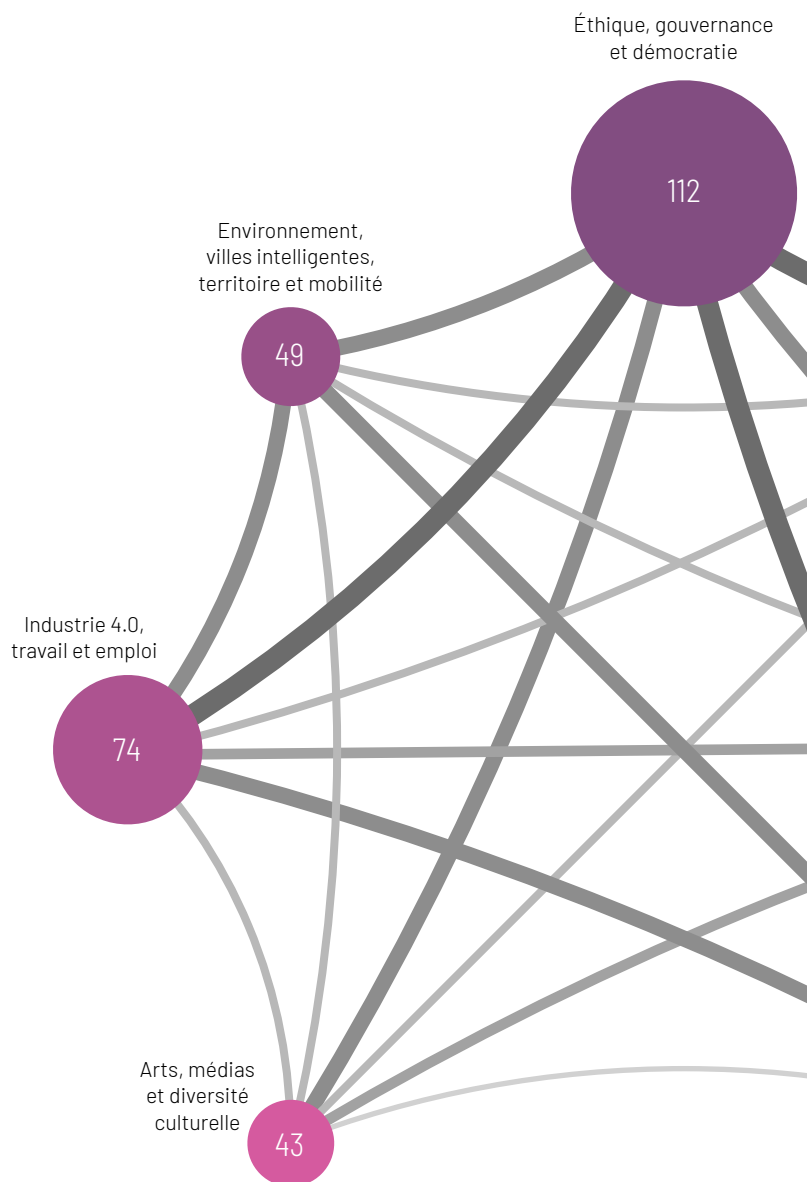 Éthique, gouvernance
et démocratie
112
Environnement,
villes intelligentes,
territoire et mobilité
49
Industrie 4.0,
travail et emploi
74
Arts, médias
et diversité
culturelle
43